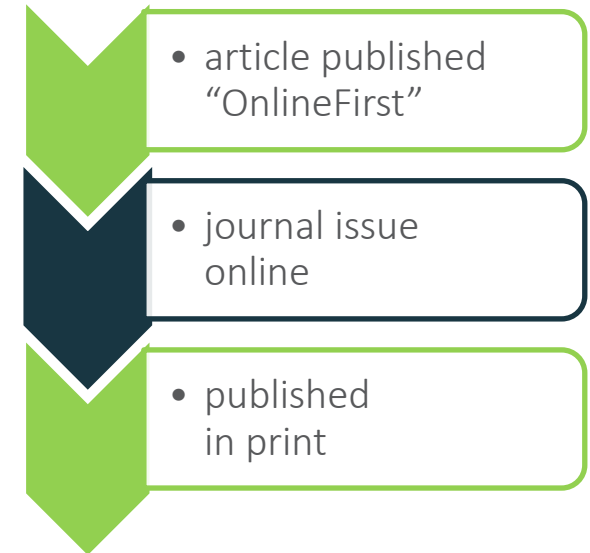 • article published
“OnlineFirst”
• journal issue
online
• published
in print